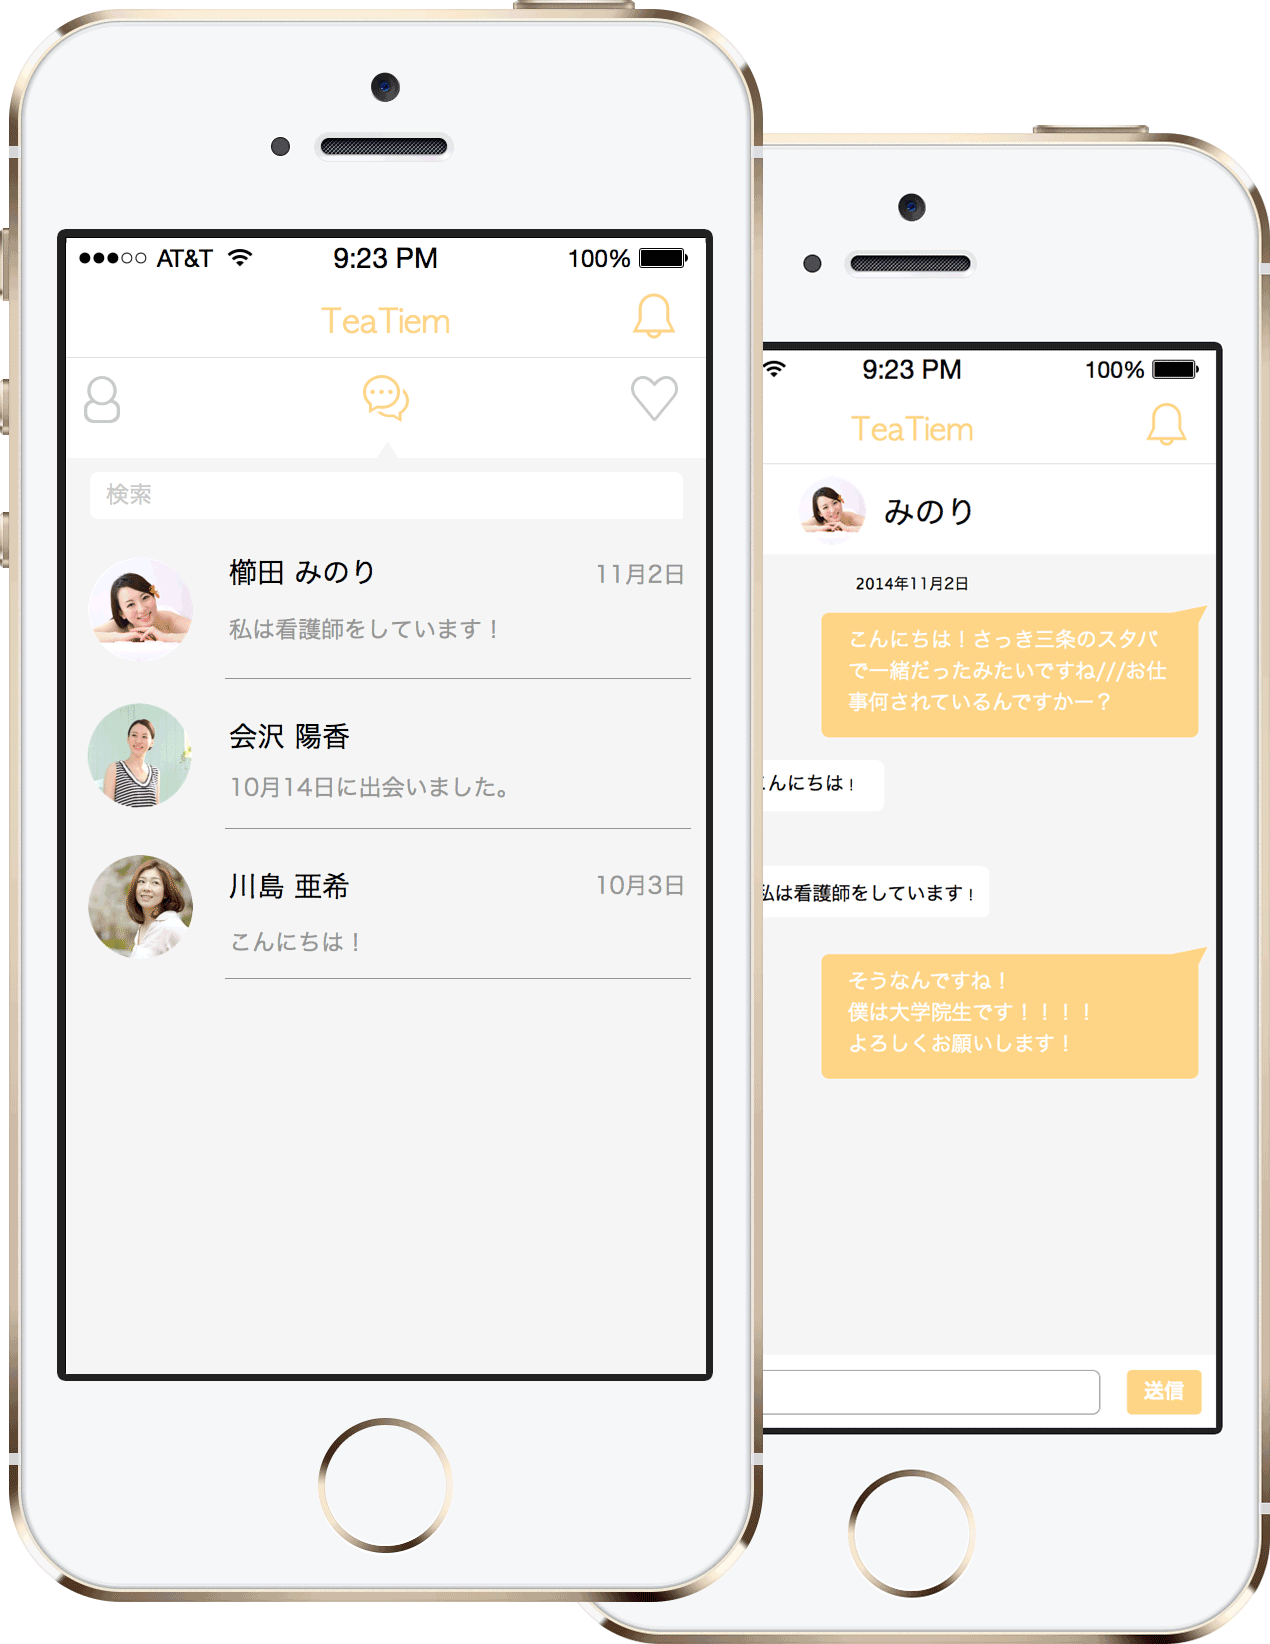 AT&T 9:23 PM 100%
TeaTiem
検索
櫛田 みのり 11月2日
私は看護師をしています！
会沢 陽香
10月14日に出会いました。
川島 亜希 10月3日
こんにちは！
9:23 PM 100%
TeaTiem
みのり
2014年11月2日
こんにちは！さっき三条のスタバ
で一緒だったみたいですね///お仕
事何されているんですかー？
こんにちは！
私は看護師をしています！
そうなんですね！
僕は大学院生です！！！！
よろしくお願いします！
送信